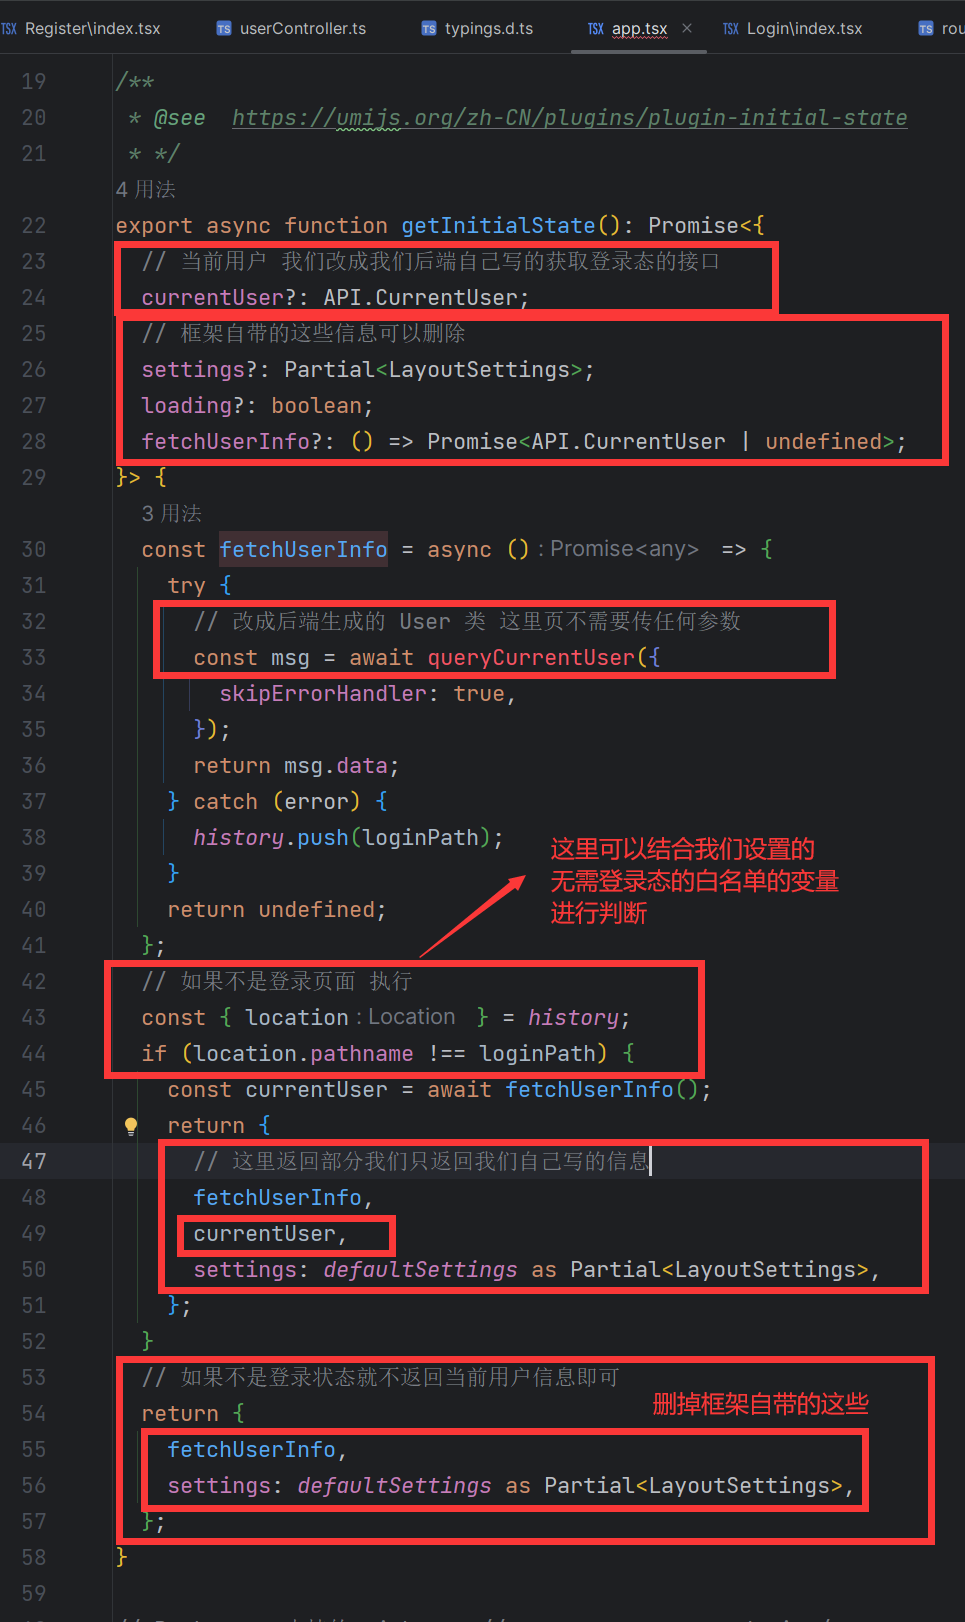 TSX Register\index.tsx TS userController.ts TS typings.d.ts TSX app.tsx × TSX Login\index.tsx TS rou
19 /**
20 * @see https://umijs.org/zh-CN/plugins/plugin-initial-state
21 * */
4 用法
22 export async function getInitialState(): Promise<{
23 // 当前用户 我们改成我们后端自己写的获取登录态的接口
24 currentUser?: API.CurrentUser;
25 // 框架自带的这些信息可以删除
26 settings?: Partial<LayoutSettings>;
27 loading?: boolean;
28 fetchUserInfo?: () => Promise<API.CurrentUser | undefined>;
29 }> {
3 用法
30 const fetchUserInfo = async () : Promise<any> => {
31 try {
32 // 改成后端生成的 User 类 这里页不需要传任何参数
33 const msg = await queryCurrentUser({
34 skipErrorHandler: true,
35 });
36 return msg.data;
37 } catch (error) {
38 history.push(loginPath);
39 }
40 return undefined;
41 };
这里可以结合我们设置的
无需登录态的白名单的变量
进行判断
42 // 如果不是登录页面 执行
43 const { location : Location } = history;
44 if (location.pathname !== loginPath) {
45 const currentUser = await fetchUserInfo();
46 return {
47 // 这里返回部分我们只返回我们自己写的信息
48 fetchUserInfo,
49 currentUser,
50 settings: defaultSettings as Partial<LayoutSettings>,
51 };
52 }
53 // 如果不是登录状态就不返回当前用户信息即可
54 return {
删掉框架自带的这些
55 fetchUserInfo,
56 settings: defaultSettings as Partial<LayoutSettings>,
57 };
58 }
59